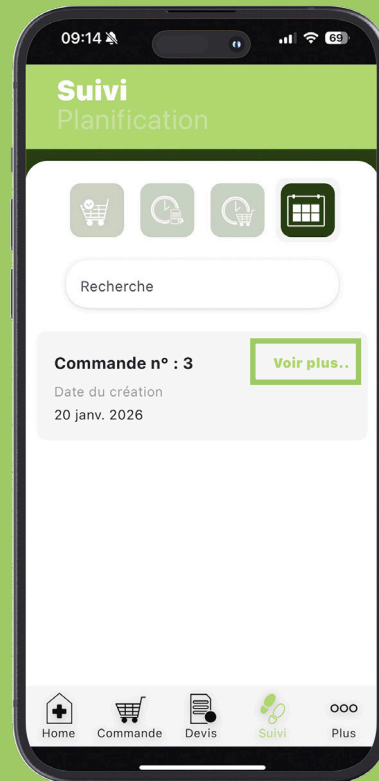 09:14 69
Suivi
Planification
Recherche
Commande n° : 3 Voir plus..
Date du création
20 janv. 2026
Home Commande Devis Suivi Plus